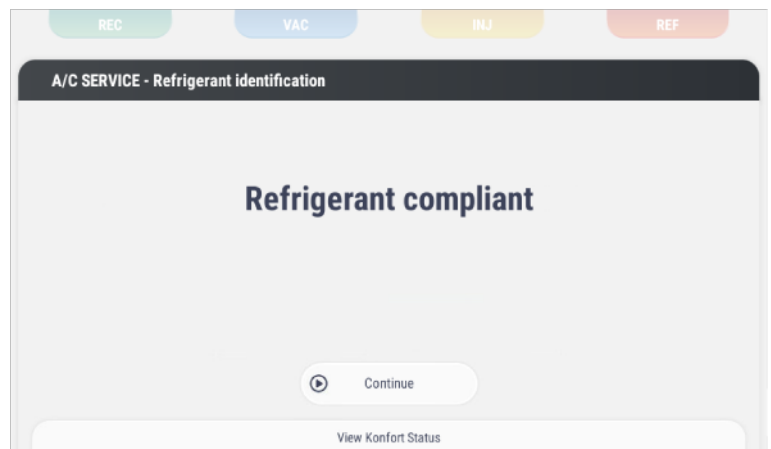 REC VAC INJ REF
A/C SERVICE - Refrigerant identification
Refrigerant compliant
Continue
View Konfort Status